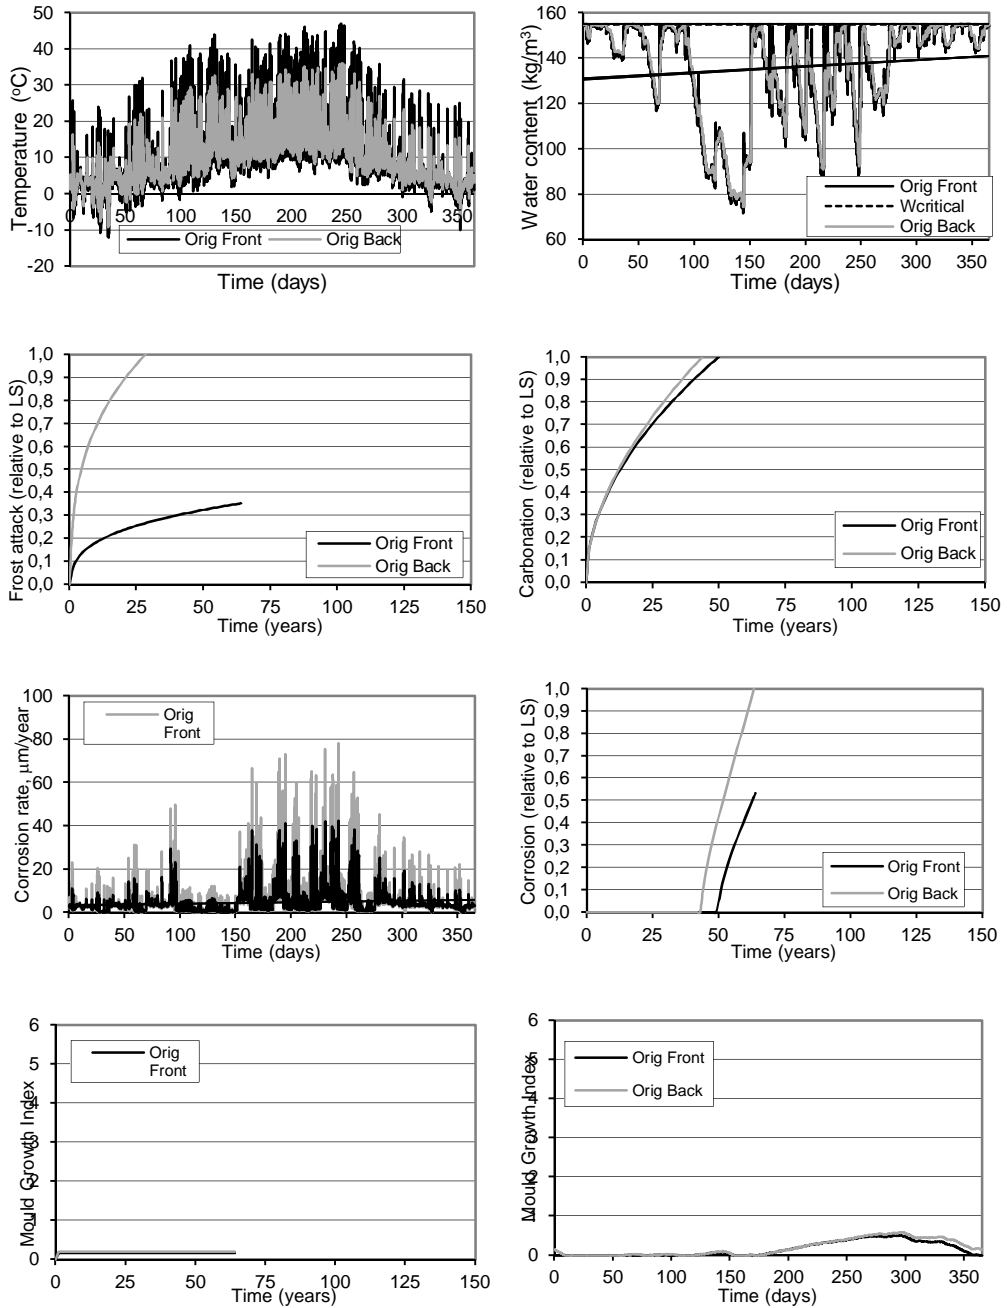 Temperature (oC)
50
40
30
20
10
0
-10
-20
0 50 100 150 200 250 300 350
Orig Front
Orig Back
Time (days)
Water content (kg/m3)
160
140
120
100
80
60
Orig Front
Wcritical
Orig Back
0 50 100 150 200 250 300 350
Time (days)
Frost attack (relative to LS)
1,0
0,9
0,8
0,7
0,6
0,5
0,4
0,3
0,2
0,1
0,0
Orig Front
Orig Back
0 25 50 75 100 125 150
Time (years)
Carbonation (relative to LS)
1,0
0,9
0,8
0,7
0,6
0,5
0,4
0,3
0,2
0,1
0,0
Orig Front
Orig Back
0 25 50 75 100 125 150
Time (years)
Corrosion rate, µm/year
100
80
60
40
20
0
Orig
Front
0 50 100 150 200 250 300 350
Time (days)
Corrosion (relative to LS)
1,0
0,9
0,8
0,7
0,6
0,5
0,4
0,3
0,2
0,1
0,0
Orig Front
Orig Back
0 25 50 75 100 125 150
Time (years)
Mould Growth Index
6
5
4
3
2
1
0
Orig
Front
0 25 50 75 100 125 150
Time (years)
Mould Growth Index
6
5
4
3
2
1
0
Orig Front
Orig Back
0 50 100 150 200 250 300 350
Time (days)